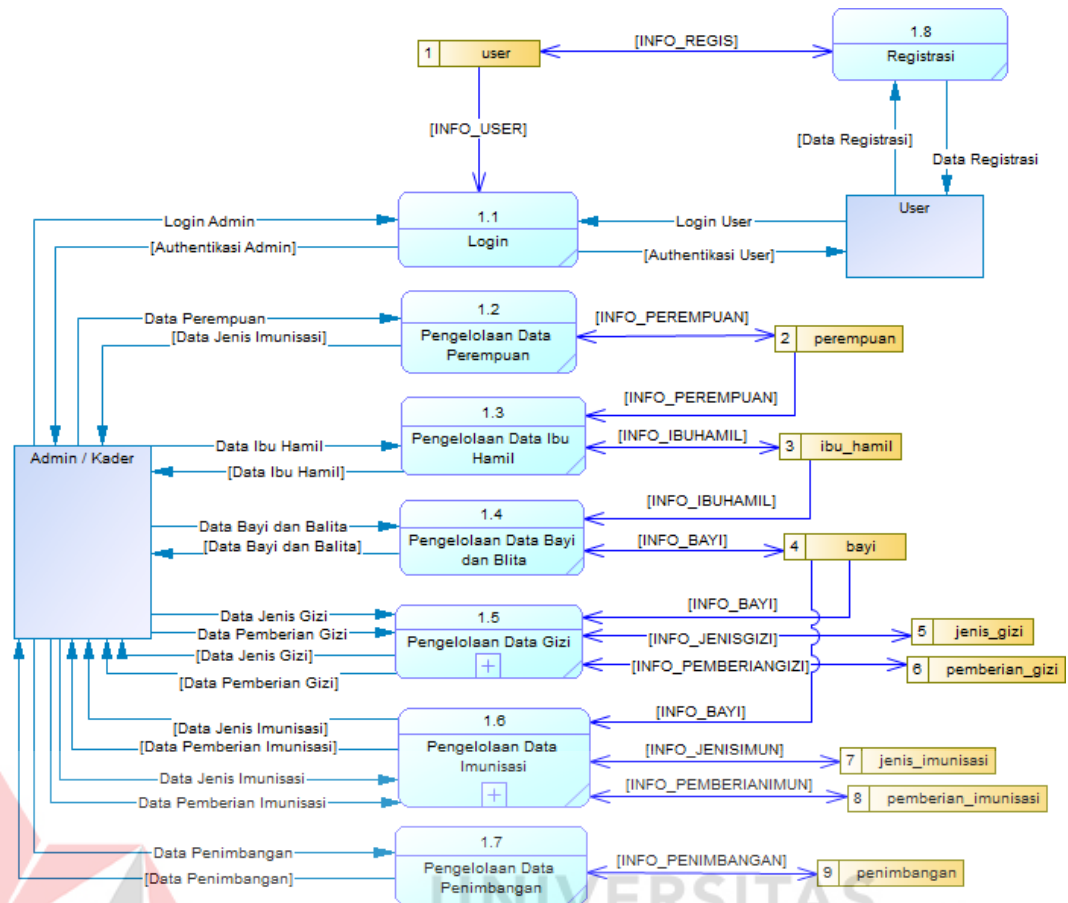 1 user
[INFO_REGIS]
1.8
Registrasi
[INFO_USER]
[Data Registrasi]
Data Registrasi
Login Admin
1.1
Login User
User
[Authentikasi Admin]
Login
[Authentikasi User]
Data Perempuan
1.2
[INFO_PEREMPUAN]
[Data Jenis Imunisasi]
Pengelolaan Data
Perempuan
2 perempuan
[INFO_PEREMPUAN]
Admin / Kader
Data Ibu Hamil
1.3
Pengelolaan Data Ibu
Hamil
[INFO_IBUHAMIL]
3 ibu_hamil
[Data Ibu Hamil]
[INFO_IBUHAMIL]
Data Bayi dan Balita
1.4
[Data Bayi dan Balita]
Pengelolaan Data Bayi
dan Blita
[INFO_BAYI]
4 bayi
[INFO_BAYI]
Data Jenis Gizi
1.5
Data Pemberian Gizi
Pengelolaan Data Gizi
[INFO_JENISGIZI]
5 jenis_gizi
[Data Jenis Gizi]
[INFO_PEMBERIANGIZI]
6 pemberian_gizi
[Data Pemberian Gizi]
[INFO_BAYI]
[Data Jenis Imunisasi]
1.6
[Data Pemberian Imunisasi]
Pengelolaan Data
Imunisasi
[INFO_JENISIMUN]
7 jenis_imunisasi
Data Jenis Imunisasi
[INFO_PEMBERIANIMUN]
8 pemberian_imunisasi
Data Pemberian Imunisasi
Data Penimbangan
1.7
[INFO_PENIMBANGAN]
9 penimbangan
[Data Penimbangan]
Pengelolaan Data
Penimbangan
UNIVERSITAS